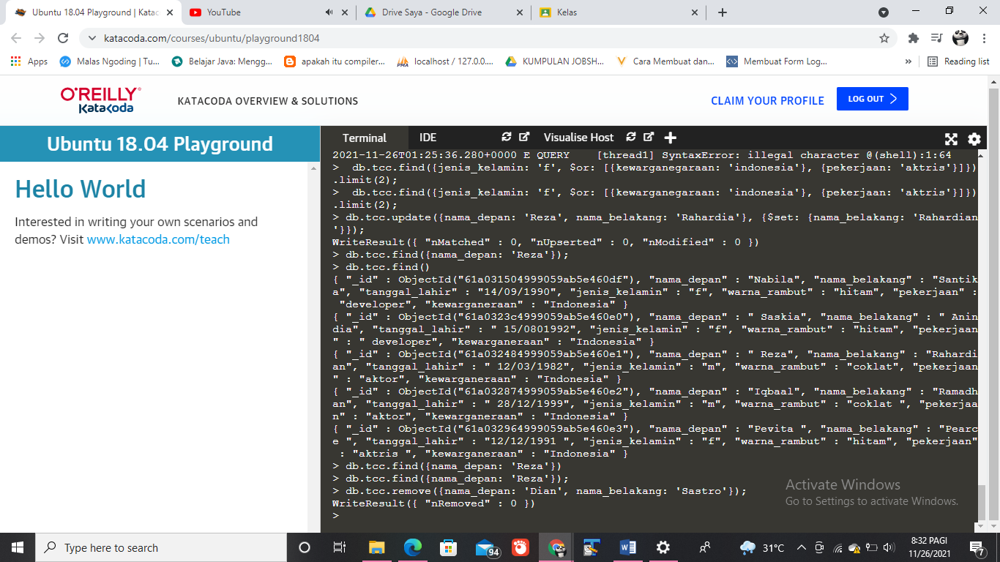 Ubuntu 18.04 Playground | Katac
YouTube
Drive Saya - Google Drive
Kelas
katacoda.com/courses/ubuntu/playground1804
Apps
Malas Ngoding | Tu...
Belajar Java: Mengg...
apakah itu compiler...
localhost / 127.0.0....
KUMPULAN JOBSH...
Cara Membuat dan...
Membuat Form Log...
»
Reading list
O'REILLY®
Katacoda
KATACODA OVERVIEW & SOLUTIONS
CLAIM YOUR PROFILE
LOG OUT
Ubuntu 18.04 Playground
Terminal
IDE
Visualise Host
Hello World
Interested in writing your own scenarios and
demos? Visit www.katacoda.com/teach
2021-11-26T01:25:36.280+0000 E QUERY    [thread1] SyntaxError: illegal character @(shell):1:64
>  db.tcc.find({jenis_kelamin: 'f', $or: [{kewarganegaraan: 'indonesia'}, {pekerjaan: 'aktris'}]})
.limit(2);
>  db.tcc.find({jenis_kelamin: 'f', $or: [{kewarganegaraan: 'indonesia'}, {pekerjaan: 'aktris'}]})
.limit(2);
> db.tcc.update({nama_depan: 'Reza', nama_belakang: 'Rahardia'}, {$set: {nama_belakang: 'Rahardian
'}});
WriteResult({ "nMatched" : 0, "nUpserted" : 0, "nModified" : 0 })
> db.tcc.find({nama_depan: 'Reza'});
> db.tcc.find()
{ "_id" : ObjectId("61a031504999059ab5e460df"), "nama_depan" : "Nabila", "nama_belakang" : "Santik
a", "tanggal_lahir" : "14/09/1990", "jenis_kelamin" : "f", "warna_rambut" : "hitam", "pekerjaan" :
 "developer", "kewarganeraan" : "Indonesia" }
{ "_id" : ObjectId("61a0323c4999059ab5e460e0"), "nama_depan" : " Saskia", "nama_belakang" : " Anin
dia", "tanggal_lahir" : " 15/0801992", "jenis_kelamin" : "f", "warna_rambut" : "hitam", "pekerjaan
" : " developer", "kewarganeraan" : "Indonesia" }
{ "_id" : ObjectId("61a032484999059ab5e460e1"), "nama_depan" : " Reza", "nama_belakang" : "Rahardi
an", "tanggal_lahir" : " 12/03/1982", "jenis_kelamin" : "m", "warna_rambut" : "coklat", "pekerjaan
" : "aktor", "kewarganeraan" : "Indonesia" }
{ "_id" : ObjectId("61a032874999059ab5e460e2"), "nama_depan" : "Iqbaal", "nama_belakang" : "Ramadh
an", "tanggal_lahir" : " 28/12/1999", "jenis_kelamin" : "m", "warna_rambut" : "coklat ", "pekerjaa
n" : "aktor", "kewarganeraan" : "Indonesia" }
{ "_id" : ObjectId("61a032964999059ab5e460e3"), "nama_depan" : "Pevita ", "nama_belakang" : "Pearc
e ", "tanggal_lahir" : "12/12/1991 ", "jenis_kelamin" : "f", "warna_rambut" : "hitam", "pekerjaan"
 : "aktris ", "kewarganeraan" : "Indonesia" }
> db.tcc.find({nama_depan: 'Reza'})
> db.tcc.find({nama_depan: 'Reza'});
> db.tcc.remove({nama_depan: 'Dian', nama_belakang: 'Sastro'});
WriteResult({ "nRemoved" : 0 })
>
Activate Windows
Go to Settings to activate Windows.
Type here to search
94
31°C
8:32 PAGI
11/26/2021
7